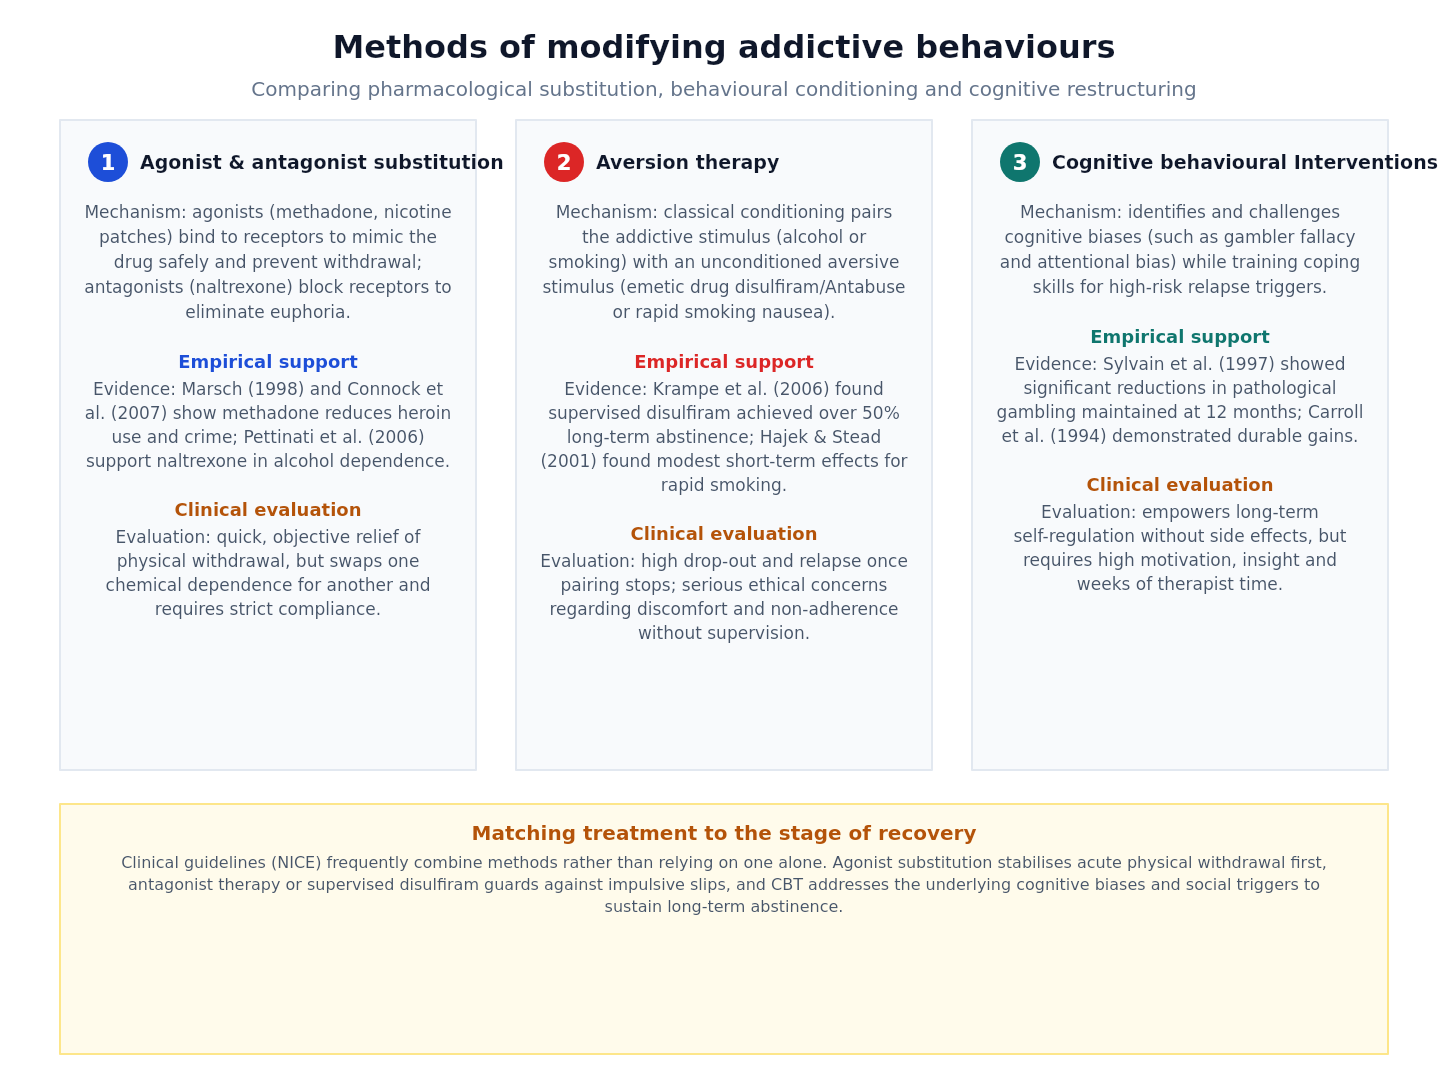 Methods of modifying addictive behaviours
Comparing pharmacological substitution, behavioural conditioning and cognitive restructuring
1 Agonist & antagonist substitution
Mechanism: agonists (methadone, nicotine
patches) bind to receptors to mimic the
drug safely and prevent withdrawal;
antagonists (naltrexone) block receptors to
eliminate euphoria.
Empirical support
Evidence: Marsch (1998) and Connock et
al. (2007) show methadone reduces heroin
use and crime; Pettinati et al. (2006)
support naltrexone in alcohol dependence.
Clinical evaluation
Evaluation: quick, objective relief of
physical withdrawal, but swaps one
chemical dependence for another and
requires strict compliance.
2 Aversion therapy
Mechanism: classical conditioning pairs
the addictive stimulus (alcohol or
smoking) with an unconditioned aversive
stimulus (emetic drug disulfiram/Antabuse
or rapid smoking nausea).
Empirical support
Evidence: Krampe et al. (2006) found
supervised disulfiram achieved over 50%
long-term abstinence; Hajek & Stead
(2001) found modest short-term effects for
rapid smoking.
Clinical evaluation
Evaluation: high drop-out and relapse once
pairing stops; serious ethical concerns
regarding discomfort and non-adherence
without supervision.
3 Cognitive behavioural Interventions
Mechanism: identifies and challenges
cognitive biases (such as gambler fallacy
and attentional bias) while training coping
skills for high-risk relapse triggers.
Empirical support
Evidence: Sylvain et al. (1997) showed
significant reductions in pathological
gambling maintained at 12 months; Carroll
et al. (1994) demonstrated durable gains.
Clinical evaluation
Evaluation: empowers long-term
self-regulation without side effects, but
requires high motivation, insight and
weeks of therapist time.
Matching treatment to the stage of recovery
Clinical guidelines (NICE) frequently combine methods rather than relying on one alone. Agonist substitution stabilises acute physical withdrawal first,
antagonist therapy or supervised disulfiram guards against impulsive slips, and CBT addresses the underlying cognitive biases and social triggers to
sustain long-term abstinence.